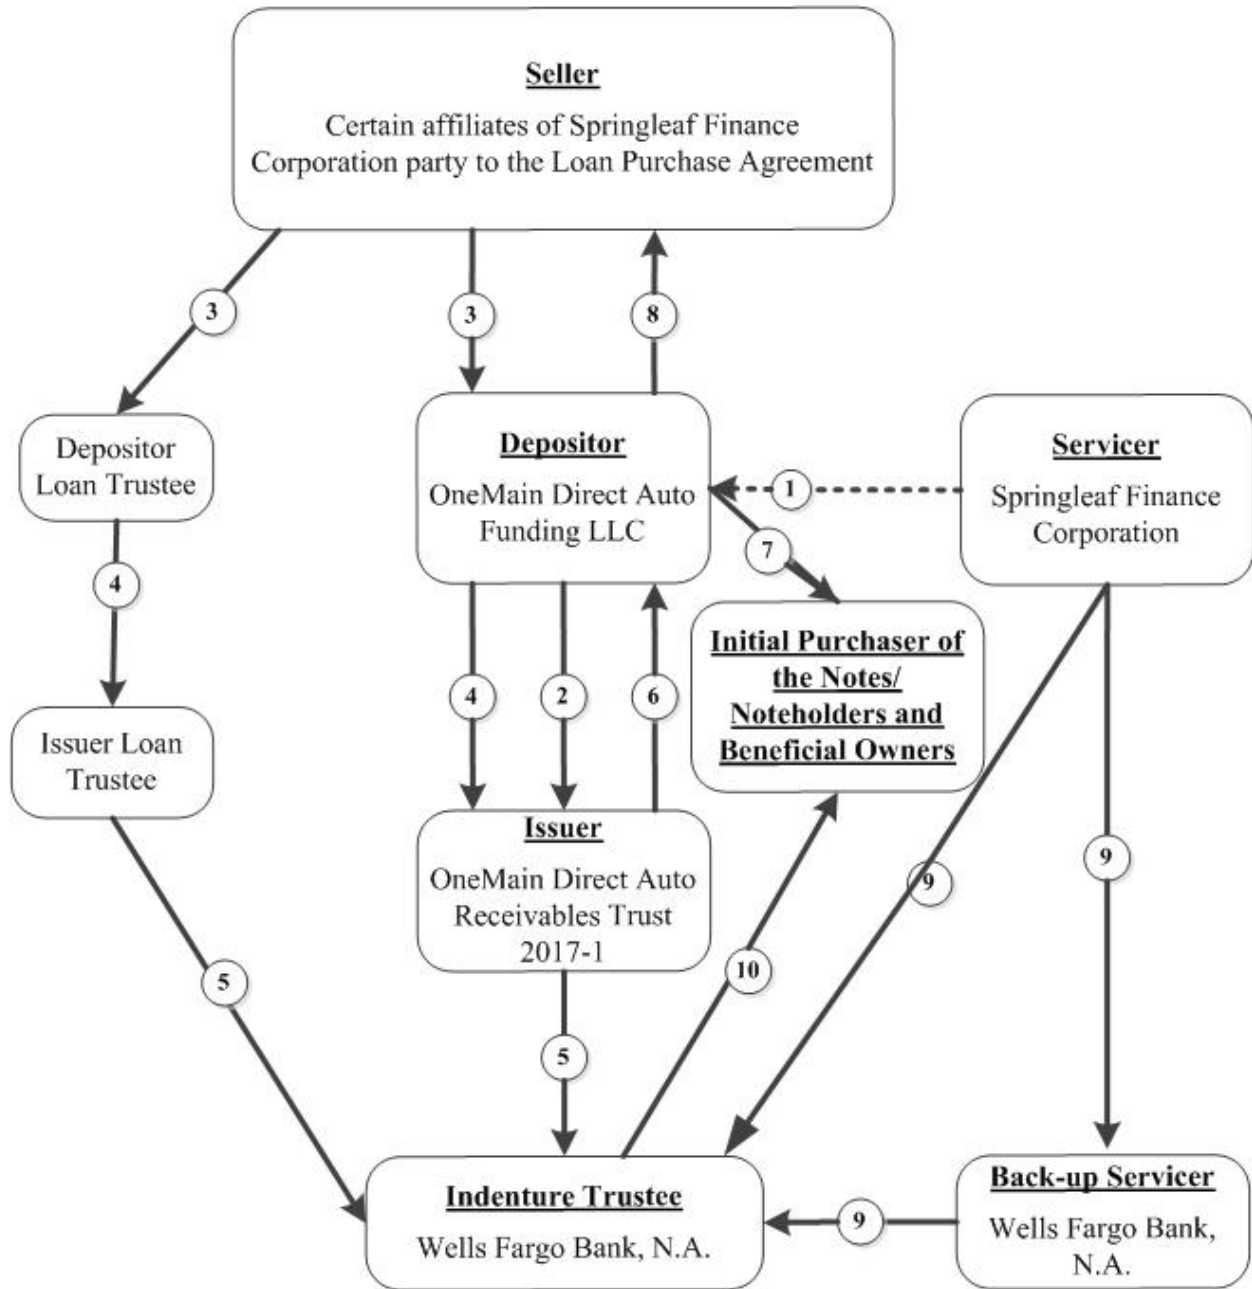 Seller
Certain affiliates of Springleaf Finance
Corporation party to the Loan Purchase Agreement
3
3
8
Depositor
Loan Trustee
Depositor
OneMain Direct Auto
Funding LLC
1
Servicer
Springleaf Finance
Corporation
7
4
4
2
6
Initial Purchaser of
the Notes/
Noteholders and
Beneficial Owners
Issuer Loan
Trustee
Issuer
OneMain Direct Auto
Receivables Trust
2017-1
9
9
5
10
5
Indenture Trustee
Wells Fargo Bank, N.A.
9
Back-up Servicer
Wells Fargo Bank,
N.A.